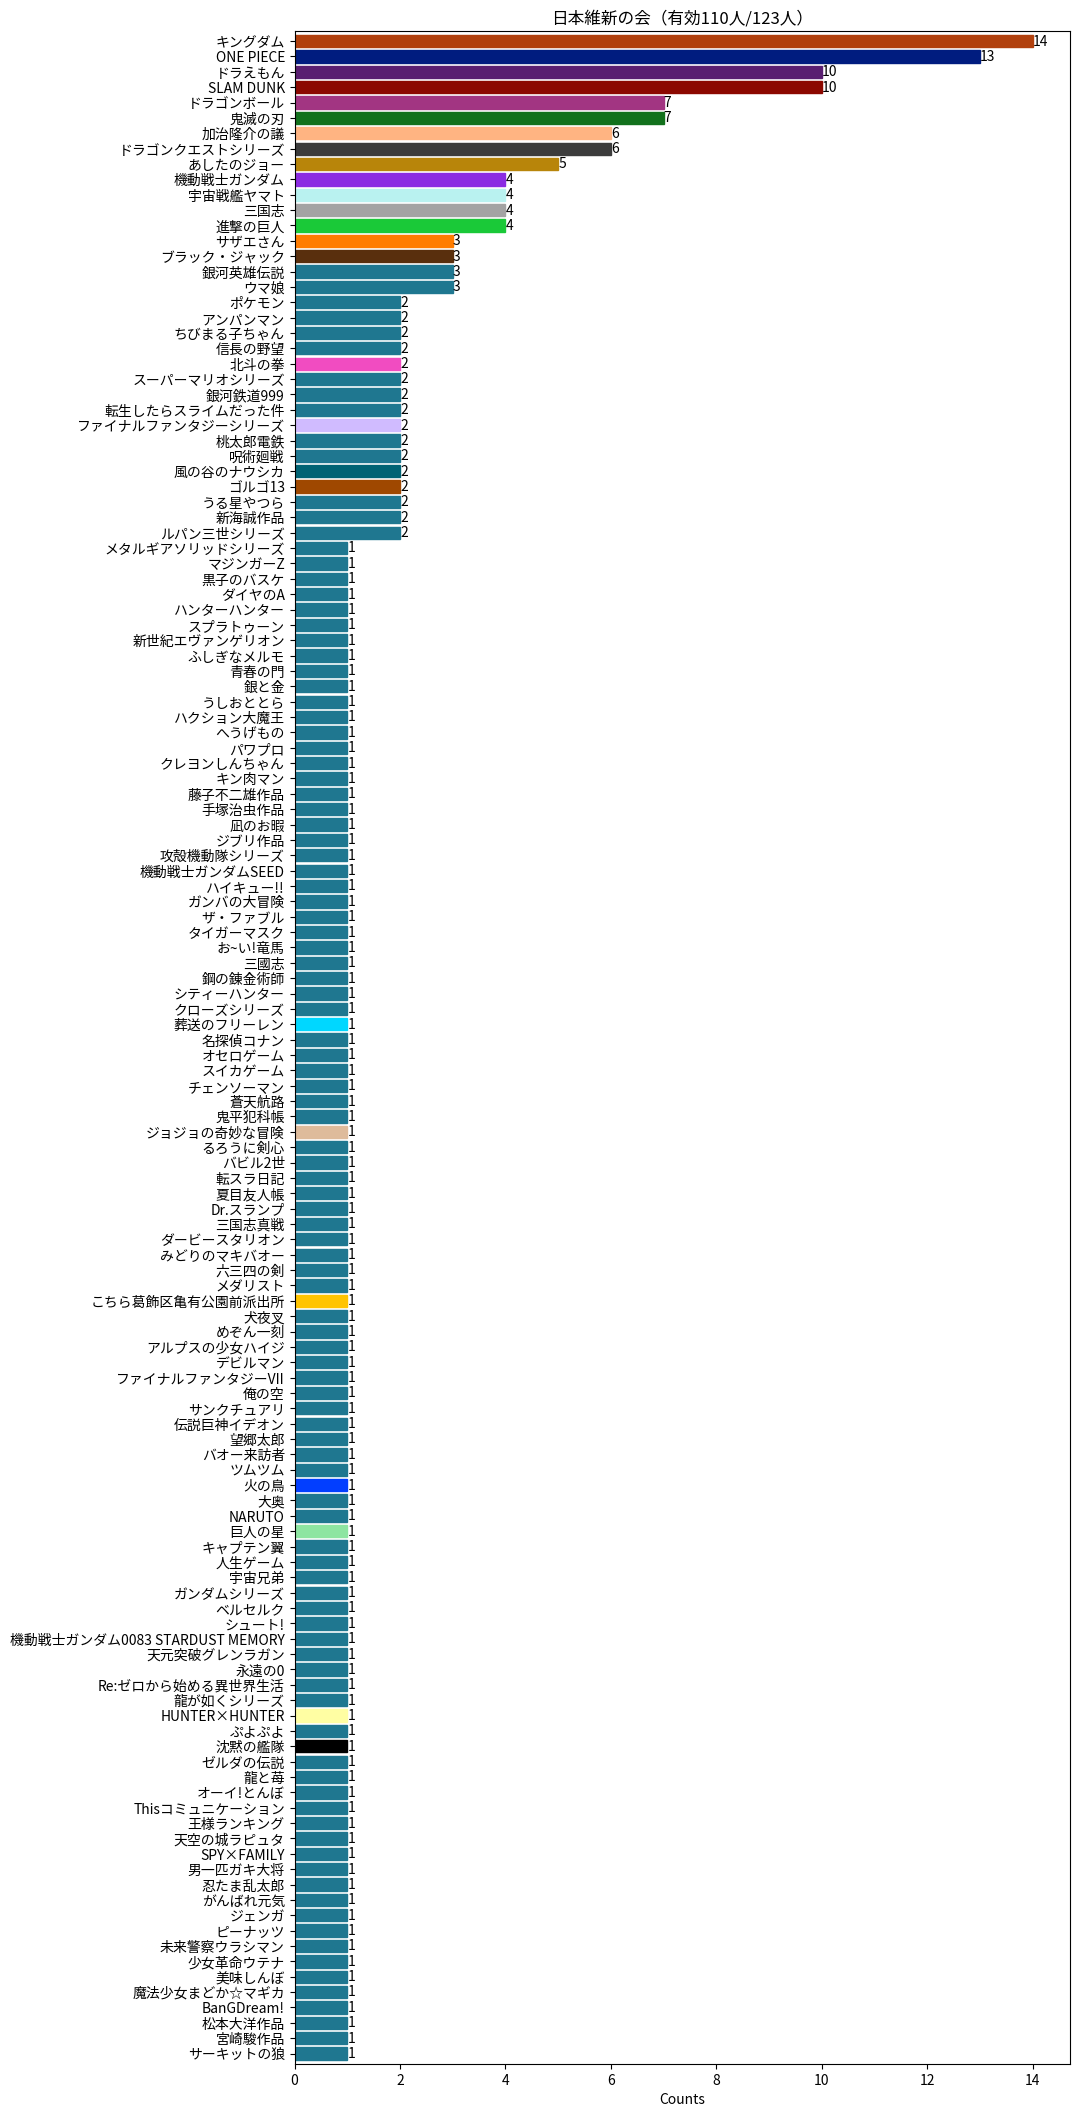 日本維新の会（有効110人/123人）
キングダム 14
ONE PIECE 13
ドラえもん 10
SLAM DUNK 10
ドラゴンボール 7
鬼滅の刃 7
加治隆介の議 6
ドラゴンクエストシリーズ 6
あしたのジョー 5
機動戦士ガンダム 4
宇宙戦艦ヤマト 4
三国志 4
進撃の巨人 4
サザエさん 3
ブラック・ジャック 3
銀河英雄伝説 3
ウマ娘 3
ポケモン 2
アンパンマン 2
ちびまる子ちゃん 2
信長の野望 2
北斗の拳 2
スーパーマリオシリーズ 2
銀河鉄道999 2
転生したらスライムだった件 2
ファイナルファンタジーシリーズ 2
桃太郎電鉄 2
呪術廻戦 2
風の谷のナウシカ 2
ゴルゴ13 2
うる星やつら 2
新海誠作品 2
ルパン三世シリーズ 2
メタルギアソリッドシリーズ 1
マジンガーZ 1
黒子のバスケ 1
ダイヤのA 1
ハンターハンター 1
スプラトゥーン 1
新世紀エヴァンゲリオン 1
ふしぎなメルモ 1
青春の門 1
銀と金 1
うしおととら 1
ハクション大魔王 1
へうげもの 1
パワプロ 1
クレヨンしんちゃん 1
キン肉マン 1
藤子不二雄作品 1
手塚治虫作品 1
凪のお暇 1
ジブリ作品 1
攻殻機動隊シリーズ 1
機動戦士ガンダムSEED 1
ハイキュー!! 1
ガンバの大冒険 1
ザ・ファブル 1
タイガーマスク 1
お~い!竜馬 1
三國志 1
鋼の錬金術師 1
シティーハンター 1
クローズシリーズ 1
葬送のフリーレン 1
名探偵コナン 1
オセロゲーム 1
スイカゲーム 1
チェンソーマン 1
蒼天航路 1
鬼平犯科帳 1
ジョジョの奇妙な冒険 1
るろうに剣心 1
バビル2世 1
転スラ日記 1
夏目友人帳 1
Dr.スランプ 1
三国志真戦 1
ダービースタリオン 1
みどりのマキバオー 1
六三四の剣 1
メダリスト 1
こちら葛飾区亀有公園前派出所 1
犬夜叉 1
めぞん一刻 1
アルプスの少女ハイジ 1
デビルマン 1
ファイナルファンタジーVII 1
俺の空 1
サンクチュアリ 1
伝説巨神イデオン 1
望郷太郎 1
バオー来訪者 1
ツムツム 1
火の鳥 1
大奥 1
NARUTO 1
巨人の星 1
キャプテン翼 1
人生ゲーム 1
宇宙兄弟 1
ガンダムシリーズ 1
ベルセルク 1
シュート! 1
機動戦士ガンダム0083 STARDUST MEMORY 1
天元突破グレンラガン 1
永遠の0 1
Re:ゼロから始める異世界生活 1
龍が如くシリーズ 1
HUNTER×HUNTER 1
ぷよぷよ 1
沈黙の艦隊 1
ゼルダの伝説 1
龍と苺 1
オーイ!とんぼ 1
Thisコミュニケーション 1
王様ランキング 1
天空の城ラピュタ 1
SPY×FAMILY 1
男一匹ガキ大将 1
忍たま乱太郎 1
がんばれ元気 1
ジェンガ 1
ピーナッツ 1
未来警察ウラシマン 1
少女革命ウテナ 1
美味しんぼ 1
魔法少女まどか☆マギカ 1
BanGDream! 1
松本大洋作品 1
宮崎駿作品 1
サーキットの狼 1
0 2 4 6 8 10 12 14
Counts